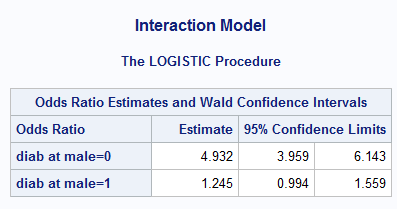 Interaction Model
The LOGISTIC Procedure
Odds Ratio Estimates and Wald Confidence Intervals
Odds Ratio Estimate 95% Confidence Limits
diab at male=0 4.932 3.959 6.143
diab at male=1 1.245 0.994 1.559